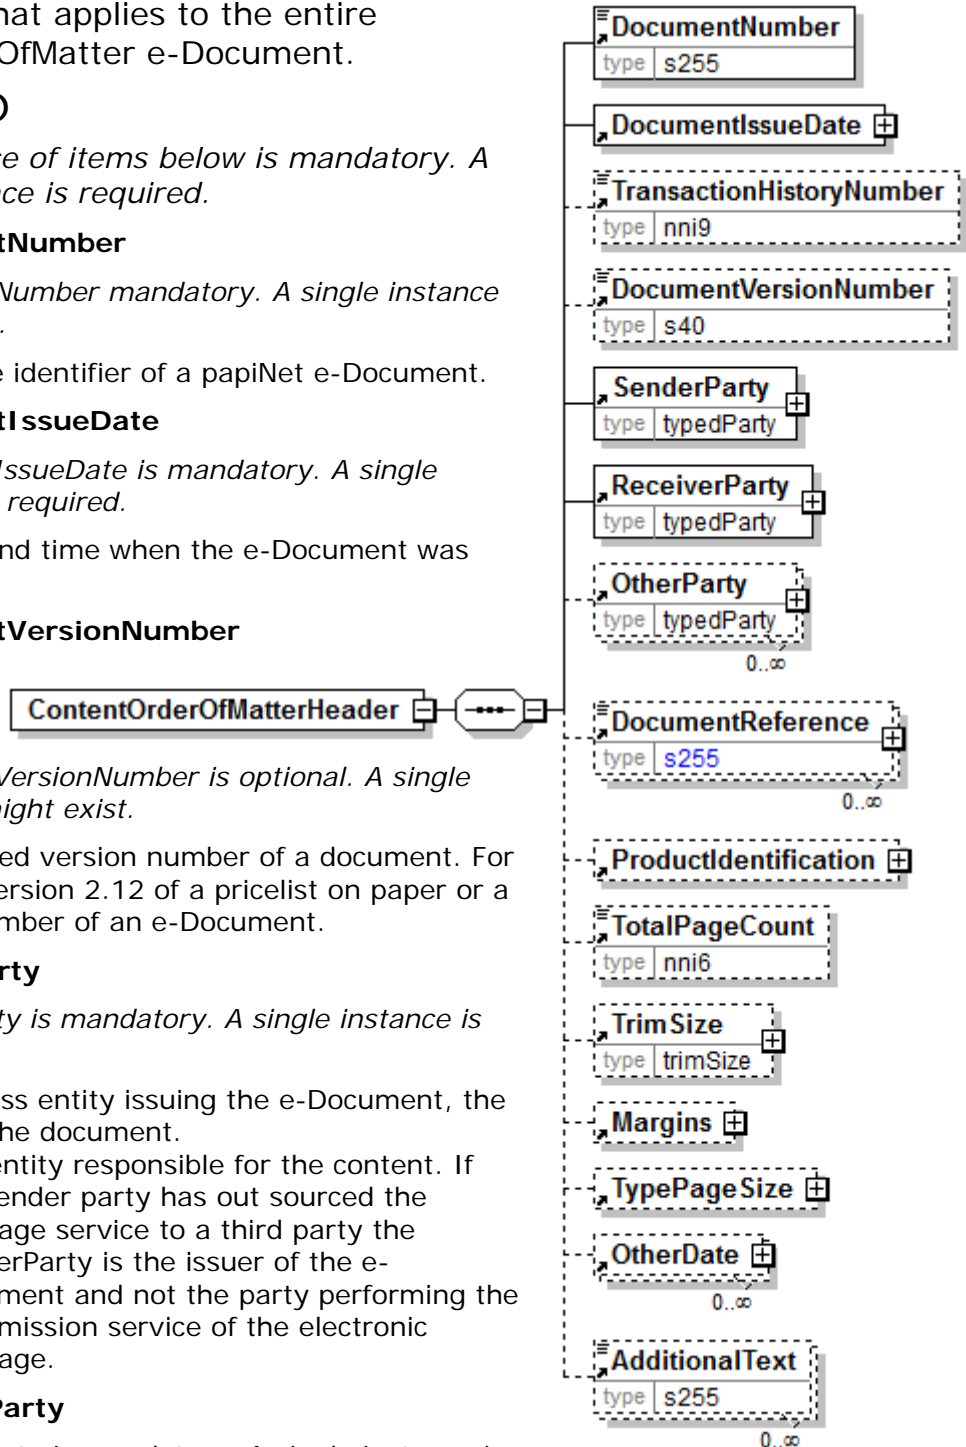 hat applies to the entire
OfMatter e-Document.
)
e of items below is mandatory. A
ce is required.
tNumber
Number mandatory. A single instance
.
e identifier of a papiNet e-Document.
tIssueDate
IssueDate is mandatory. A single
required.
nd time when the e-Document was
tVersionNumber
ContentOrderOfMatterHeader
VersionNumber is optional. A single
night exist.
ed version number of a document. For
ersion 2.12 of a pricelist on paper or a
mber of an e-Document.
rty
ty is mandatory. A single instance is
ss entity issuing the e-Document, the
he document.
entity responsible for the content. If
ender party has out sourced the
age service to a third party the
erParty is the issuer of the e-
ment and not the party performing the
mission service of the electronic
age.
Party
DocumentNumber
type s255
DocumentIssueDate
TransactionHistoryNumber
type nni9
DocumentVersionNumber
type s40
SenderParty
type typedParty
ReceiverParty
type typedParty
OtherParty
type typedParty
0..∞
DocumentReference
type s255
0..∞
ProductIdentification
TotalPageCount
type nni6
TrimSize
type trimSize
Margins
TypePageSize
OtherDate
0..∞
AdditionalText
type s255
0..∞